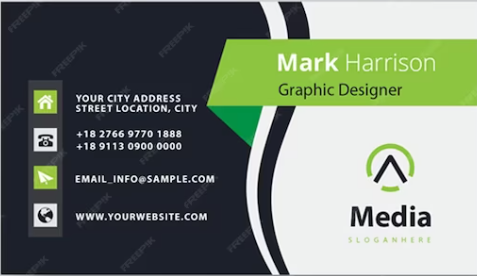 Mark Harrison
Graphic Designer
YOUR CITY ADDRESS
STREET LOCATION, CITY
+18 2766 9770 1888
+18 9113 0900 0000
EMAIL_INFO@SAMPLE.COM
WWW.YOURWEBSITE.COM
Media
SLOGANHERE